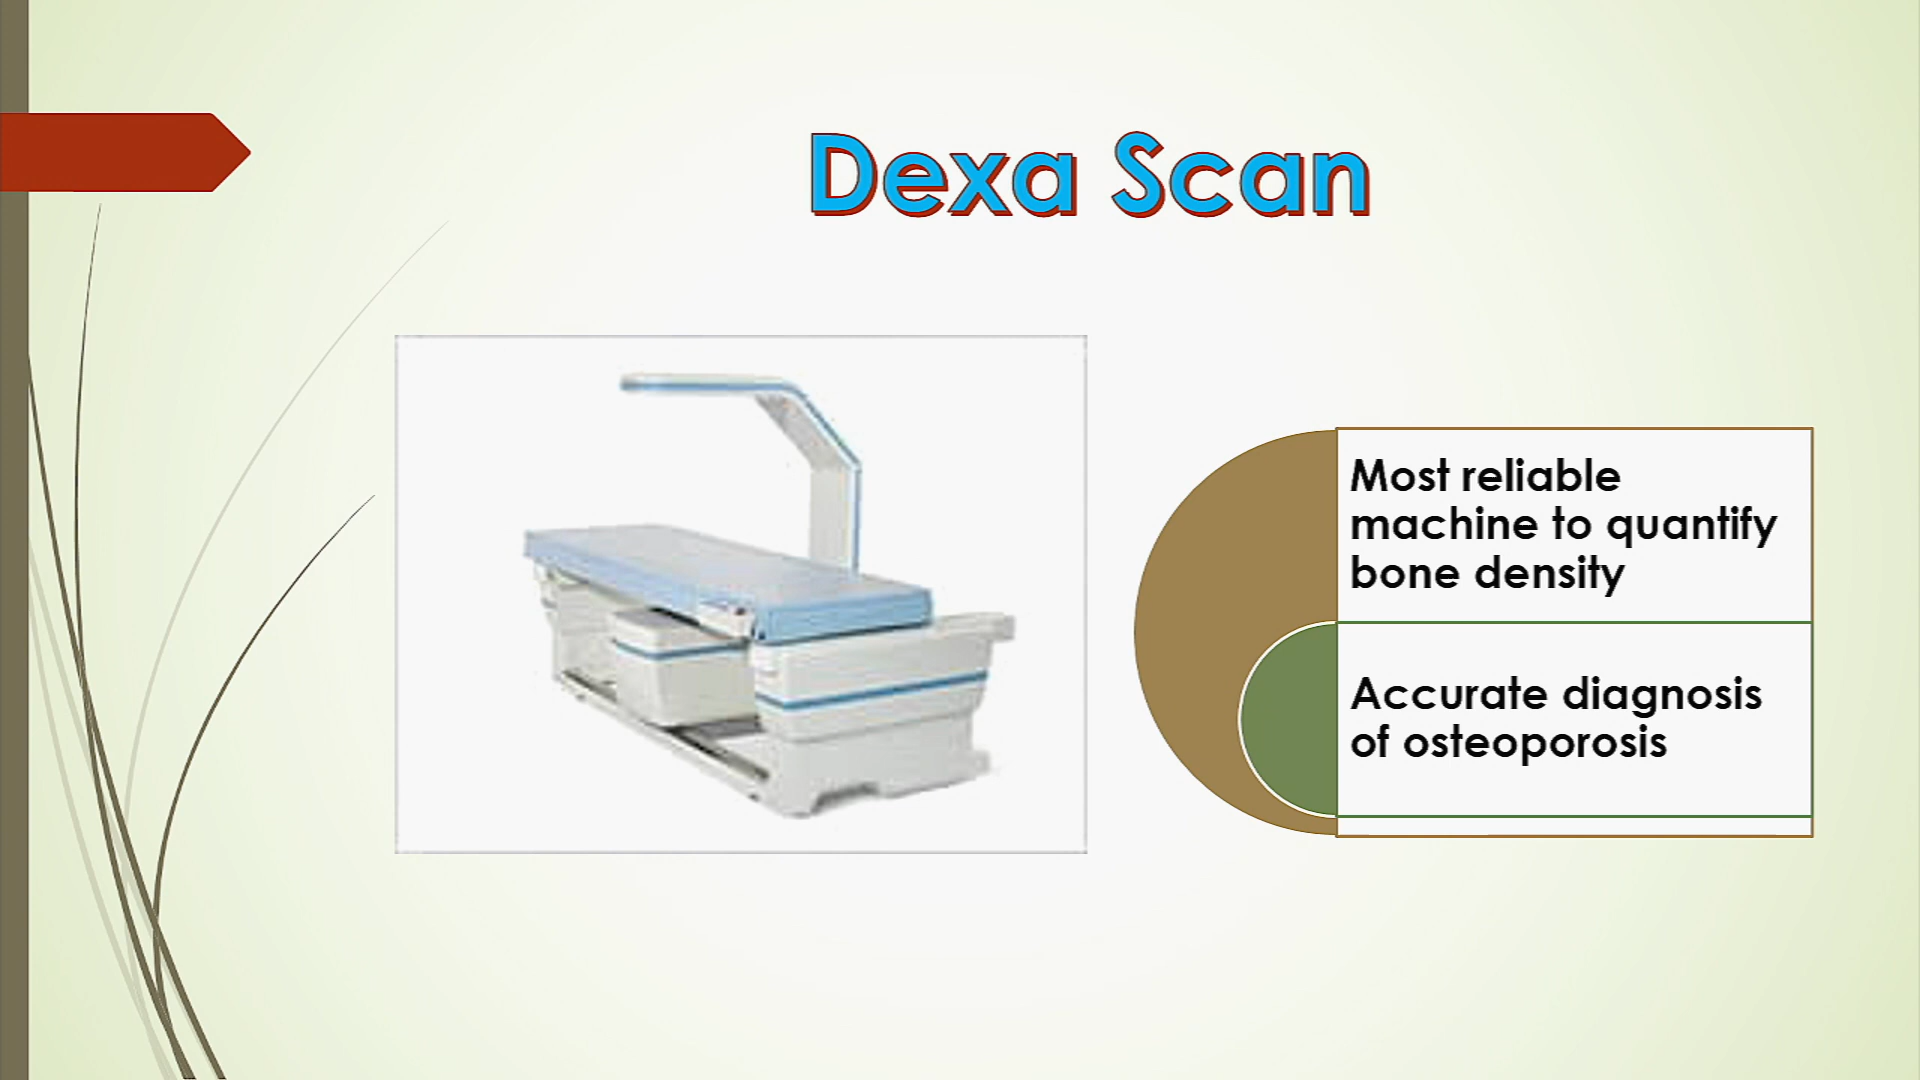 Dexa Scan
Most reliable
machine to quantify
bone density
Accurate diagnosis
of osteoporosis